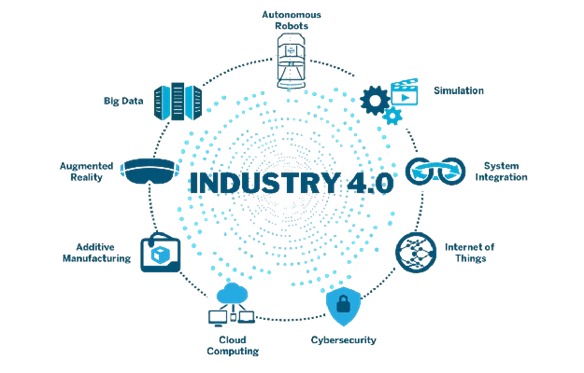 Autonomous
Robots
Simulation
System
Integration
Internet of
Things
Cybersecurity
Cloud
Computing
Additive
Manufacturing
Augmented
Reality
Big Data
INDUSTRY 4.0